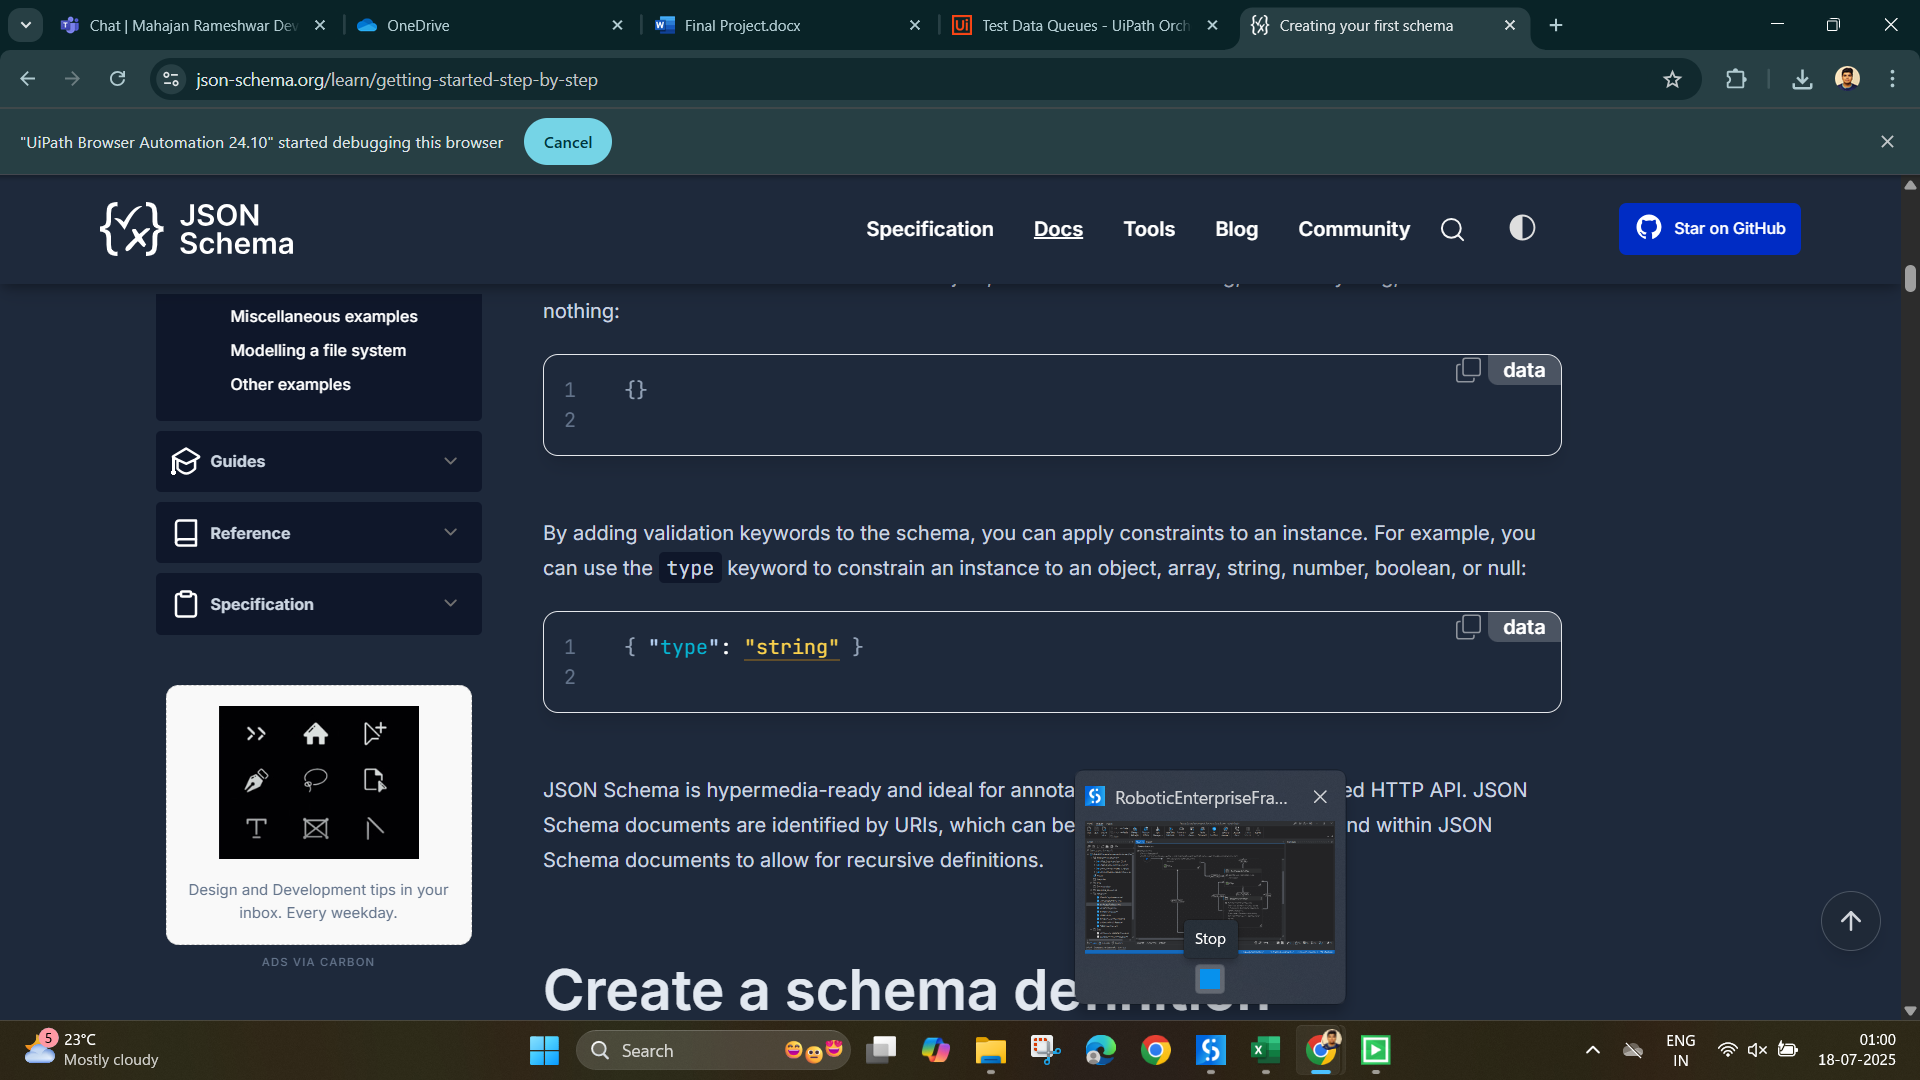 Chat | Mahajan Rameshwar Dev
OneDrive
Final Project.docx
Test Data Queues - UiPath Orch
Creating your first schema
json-schema.org/learn/getting-started-step-by-step
"UiPath Browser Automation 24.10" started debugging this browser
Cancel
JSON
Schema
Specification
Docs
Tools
Blog
Community
Star on GitHub
Miscellaneous examples
Modelling a file system
Other examples
Guides
Reference
Specification
Design and Development tips in your
inbox. Every weekday.
ADS VIA CARBON
nothing:
data
1 {}
2
By adding validation keywords to the schema, you can apply constraints to an instance. For example, you
can use the type keyword to constrain an instance to an object, array, string, number, boolean, or null:
data
1 { "type": "string" }
2
JSON Schema is hypermedia-ready and ideal for annota ed HTTP API. JSON
Schema documents are identified by URIs, which can be nd within JSON
Schema documents to allow for recursive definitions.
RoboticEnterpriseFra...
Stop
Create a schema definition
5
23°C
Mostly cloudy
Search
ENG
IN
01:00
18-07-2025